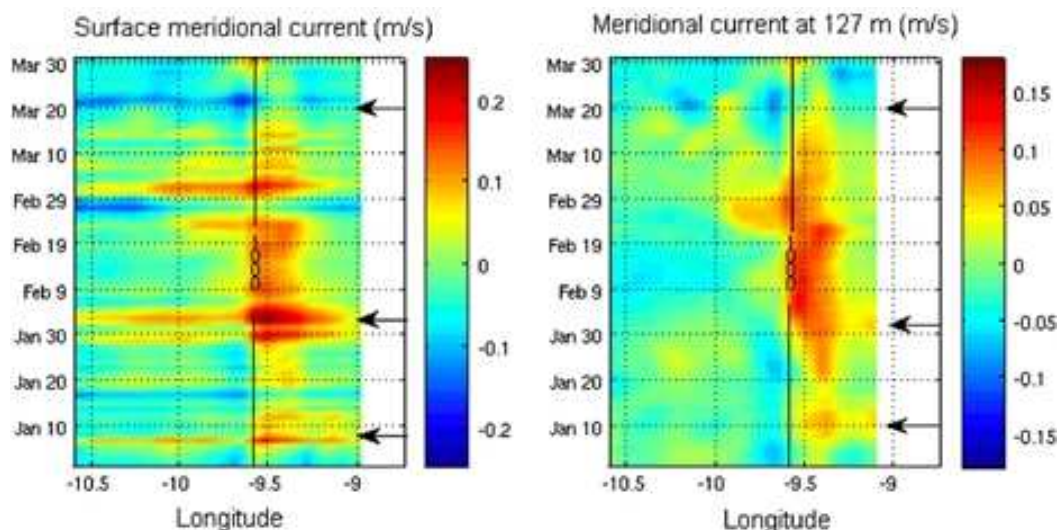 Surface meridional current (m/s)
Mar 30
Mar 20
Mar 10
Feb 29
Feb 19
Feb 9
Jan 30
Jan 20
Jan 10
1000
-10.5 -10 -9.5 -9
Longitude
0.2
0.1
0
-0.1
-0.2
Meridional current at 127 m (m/s)
Mar 30
Mar 20
Mar 10
Feb 29
Feb 19
Feb 9
Jan 30
Jan 20
Jan 10
1000
-10.5 -10 -9.5 -9
Longitude
0.15
0.1
0.05
0
-0.05
-0.1
-0.15